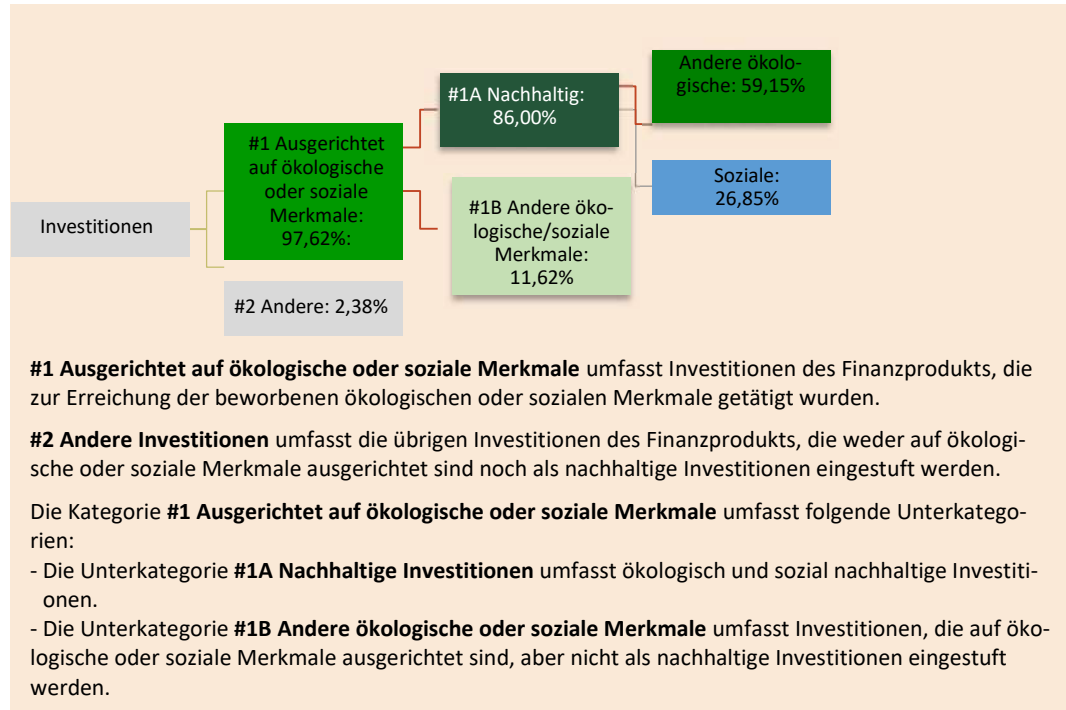 Investitionen
#1 Ausgerichtet
auf ökologische
oder soziale
Merkmale:
97,62%:
#2 Andere: 2,38%
#1A Nachhaltig:
86,00%
#1B Andere öko-
logische/soziale
Merkmale:
11,62%
Andere ökolo-
gische: 59,15%
Soziale:
26,85%
#1 Ausgerichtet auf ökologische oder soziale Merkmale umfasst Investitionen des Finanzprodukts, die
zur Erreichung der beworbenen ökologischen oder sozialen Merkmale getätigt wurden.
#2 Andere Investitionen umfasst die übrigen Investitionen des Finanzprodukts, die weder auf ökologi-
sche oder soziale Merkmale ausgerichtet sind noch als nachhaltige Investitionen eingestuft werden.
Die Kategorie #1 Ausgerichtet auf ökologische oder soziale Merkmale umfasst folgende Unterkatego-
rien:
- Die Unterkategorie #1A Nachhaltige Investitionen umfasst ökologisch und sozial nachhaltige Investiti-
onen.
- Die Unterkategorie #1B Andere ökologische oder soziale Merkmale umfasst Investitionen, die auf öko-
logische oder soziale Merkmale ausgerichtet sind, aber nicht als nachhaltige Investitionen eingestuft
werden.